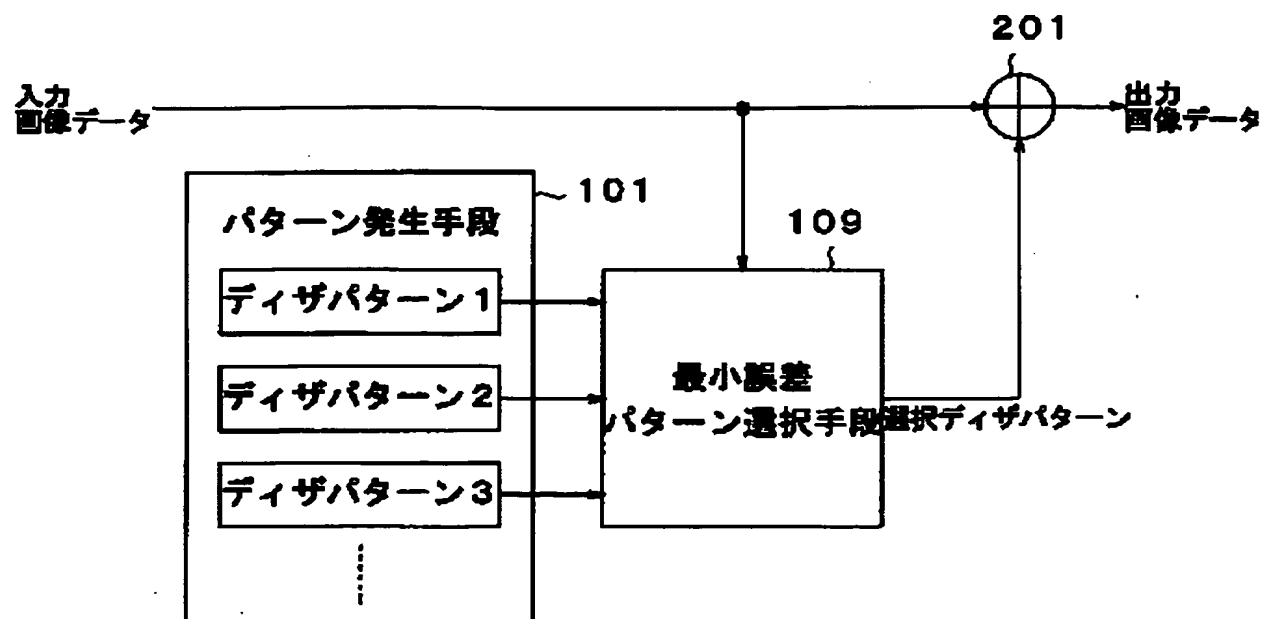 201
入力
画像データ
出力
画像データ
101
パターン発生手段
109
ディザパターン1
ディザパターン2
最小誤差
パターン選択手段
選択ディザパターン
ディザパターン3